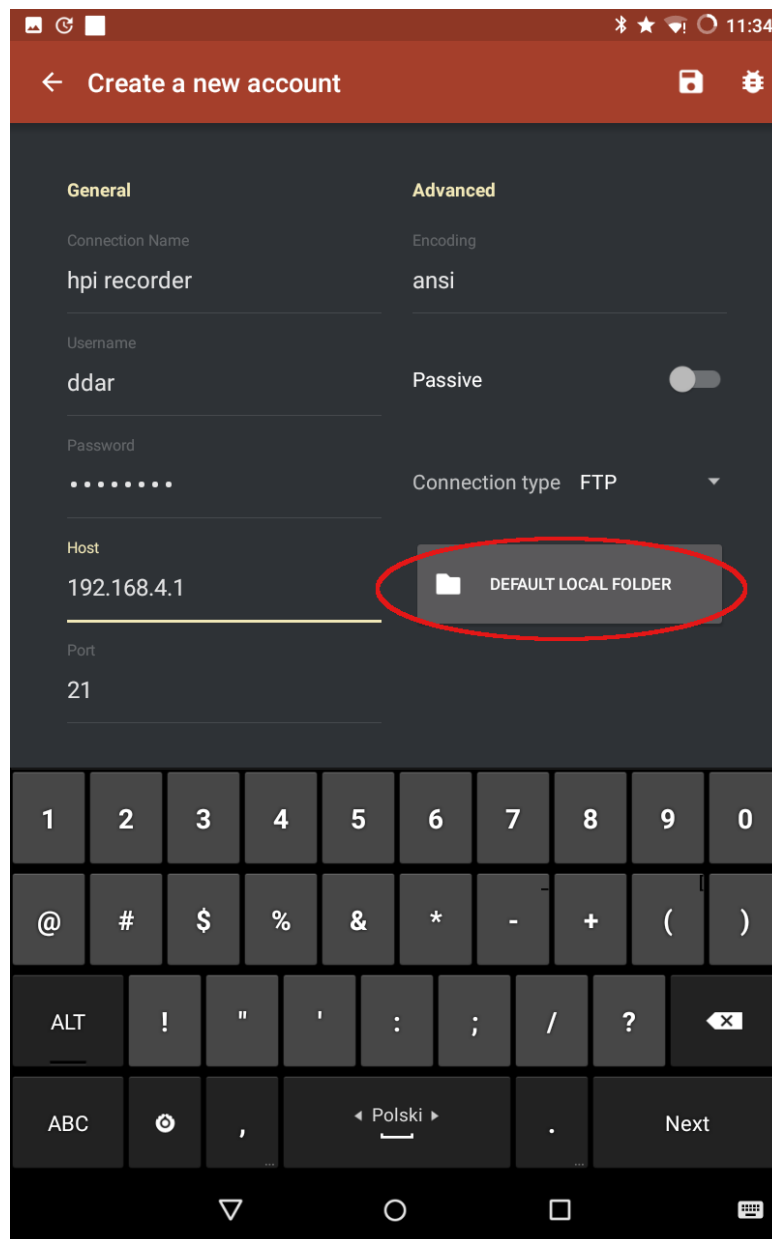 11:34
Create a new account
General
Connection Name
hpi recorder
Username
ddar
Password
••••••••
Host
192.168.4.1
Port
21
Advanced
Encoding
ansi
Passive
Connection type FTP
DEFAULT LOCAL FOLDER
1 2 3 4 5 6 7 8 9 0
@ # $ % & * - _ + ( [ )
ALT ! " ' : ; / ?
ABC , ... Polski . ... Next